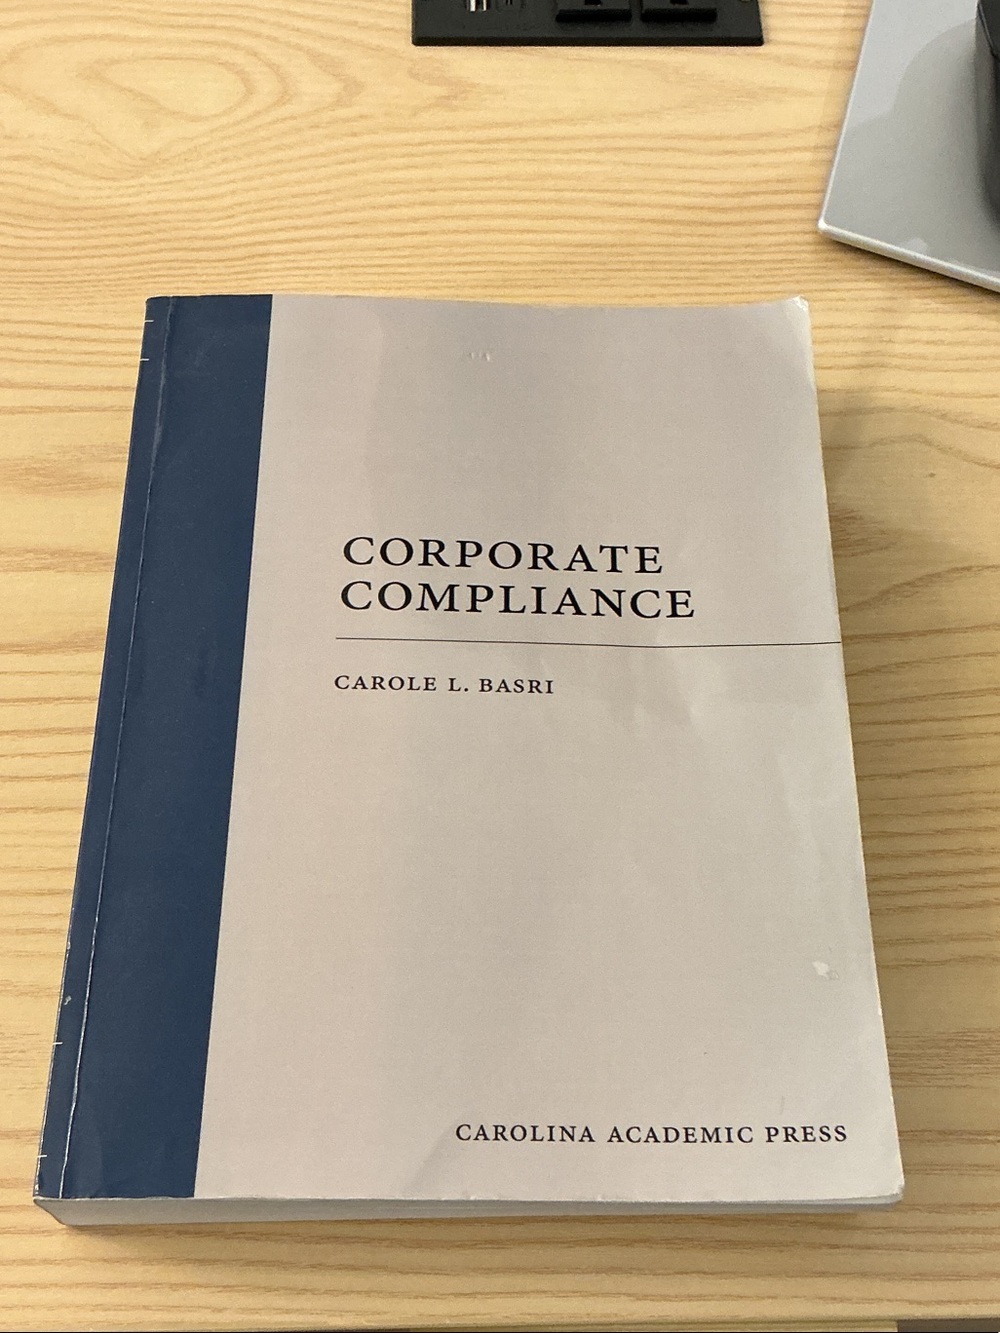 CORPORATE
COMPLIANCE
CAROLE L. BASRI
CAROLINA ACADEMIC PRESS